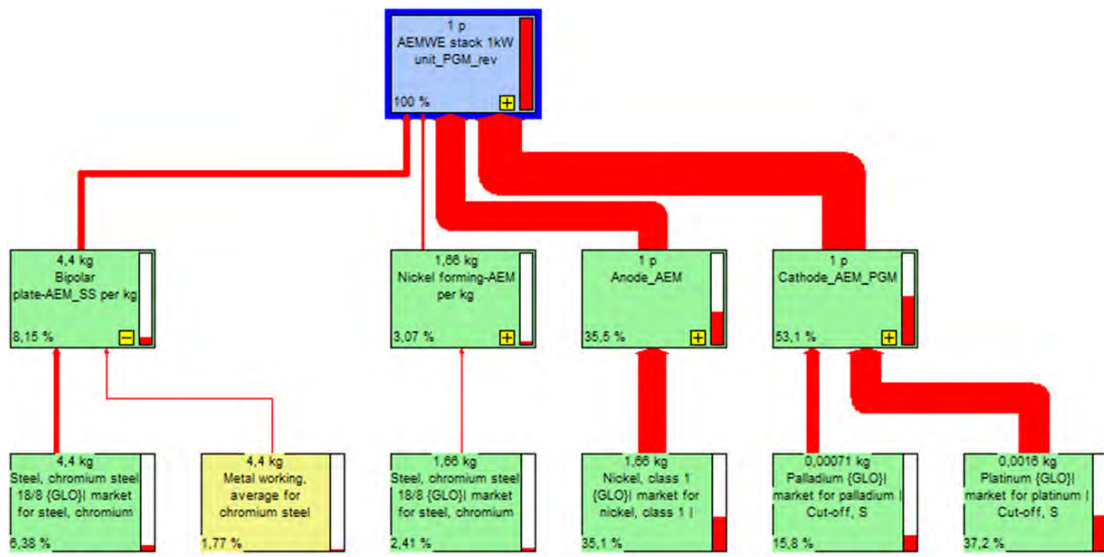 1 p
AEMWE stack 1kW
unit_PGM_rev
100 %
4,4 kg
Bipolar
plate-AEM_SS per kg
8,15 %
1,66 kg
Nickel forming-AEM
per kg
3,07 %
1 p
Anode_AEM
35,5 %
1 p
Cathode_AEM_PGM
53,1 %
4,4 kg
Steel, chromium steel
18/8 {GLO}| market
for steel, chromium
6,38 %
4,4 kg
Metal working,
average for
chromium steel
1,77 %
1,66 kg
Steel, chromium steel
18/8 {GLO}| market
for steel, chromium
2,41 %
1,66 kg
Nickel, class 1
{GLO}| market for
nickel, class 1 |
35,1 %
0,00071 kg
Palladium {GLO}|
market for palladium |
Cut-off, S
15,8 %
0,0016 kg
Platinum {GLO}|
market for platinum |
Cut-off, S
37,2 %